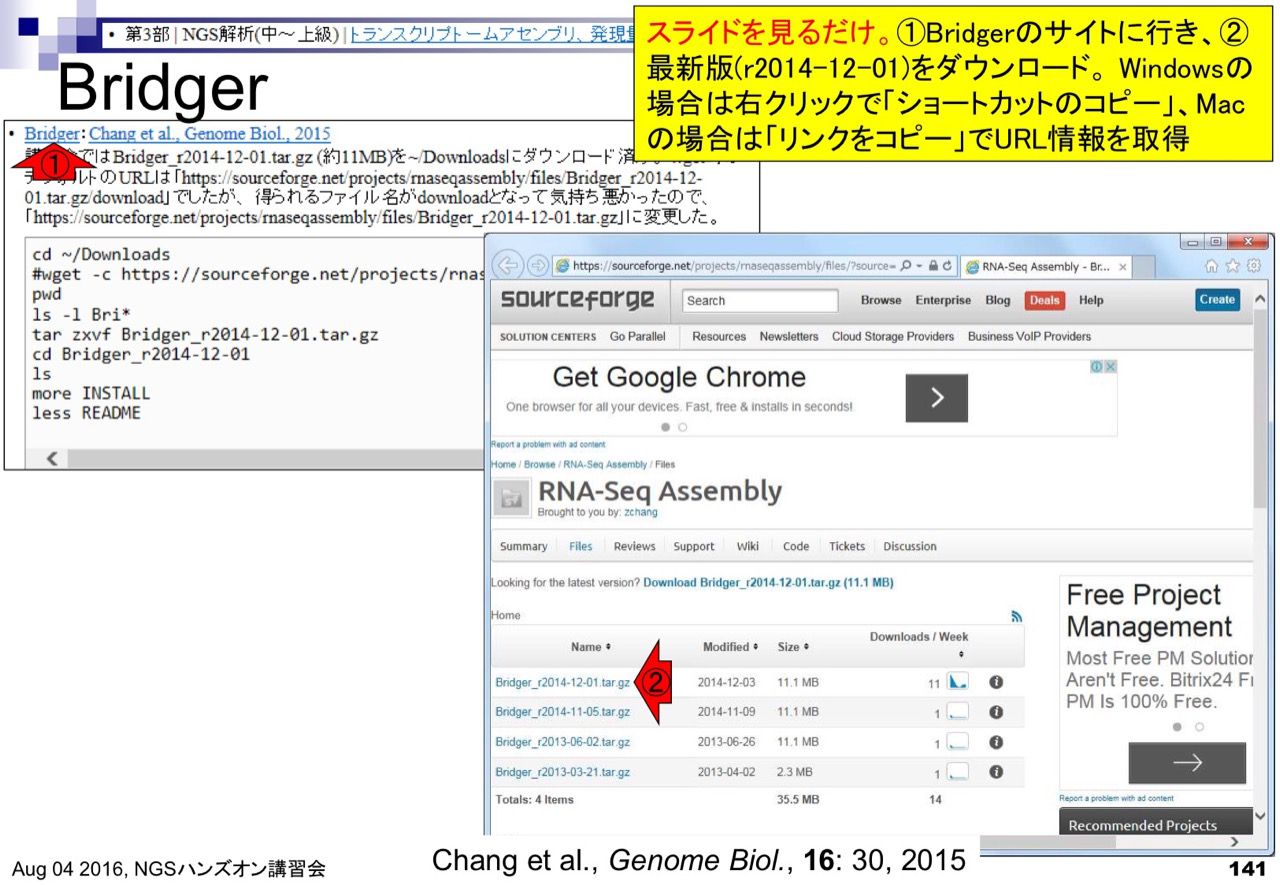 • 第3部 | NGS解析(中～上級) | トランスクリプトームアセンブリ、発現量
スライドを見るだけ。①Bridgerのサイトに行き、②
最新版(r2014-12-01)をダウンロード。Windowsの
場合は右クリックで「ショートカットのコピー」、Mac
の場合は「リンクをコピー」でURL情報を取得
Bridger
• Bridger: Chang et al., Genome Biol., 2015
ではBridger_r2014-12-01.tar.gz (約11MB)を~/Downloadsにダウンロード済
①
トのURLは「https://sourceforge.net/projects/rnaseqassembly/files/Bridger_r2014-12-
01.tar.gz/download」でしたが、得られるファイル名がdownloadとなって気持ち悪かったので、
「https://sourceforge.net/projects/rnaseqassembly/files/Bridger_r2014-12-01.tar.gz」に変更した。
cd ~/Downloads
#wget -c https://sourceforge.net/projects/rnas
pwd
ls -l Bri*
tar zxvf Bridger_r2014-12-01.tar.gz
cd Bridger_r2014-12-01
ls
more INSTALL
less README
https://sourceforge.net/projects/rnaseqassembly/files/?source=
RNA-Seq Assembly - Br...
sourceforge
Search
Browse Enterprise Blog Deals Help
Create
SOLUTION CENTERS Go Parallel Resources Newsletters Cloud Storage Providers Business VoIP Providers
Get Google Chrome
One browser for all your devices. Fast, free & installs in seconds!
Report a problem with ad content
Home / Browse / RNA-Seq Assembly / Files
RNA-Seq Assembly
Brought to you by: zchang
Summary Files Reviews Support Wiki Code Tickets Discussion
Looking for the latest version? Download Bridger_r2014-12-01.tar.gz (11.1 MB)
Home
Name Modified Size Downloads / Week
Bridger_r2014-12-01.tar.gz ② 2014-12-03 11.1 MB 11
Bridger_r2014-11-05.tar.gz 2014-11-09 11.1 MB 1
Bridger_r2013-06-02.tar.gz 2013-06-26 11.1 MB 1
Bridger_r2013-03-21.tar.gz 2013-04-02 2.3 MB 1
Totals: 4 Items 35.5 MB 14
Free Project
Management
Most Free PM Solution
Aren't Free. Bitrix24 Fr
PM Is 100% Free.
Report a problem with ad content
Recommended Projects
Aug 04 2016, NGSハンズオン講習会
Chang et al., Genome Biol., 16: 30, 2015
141